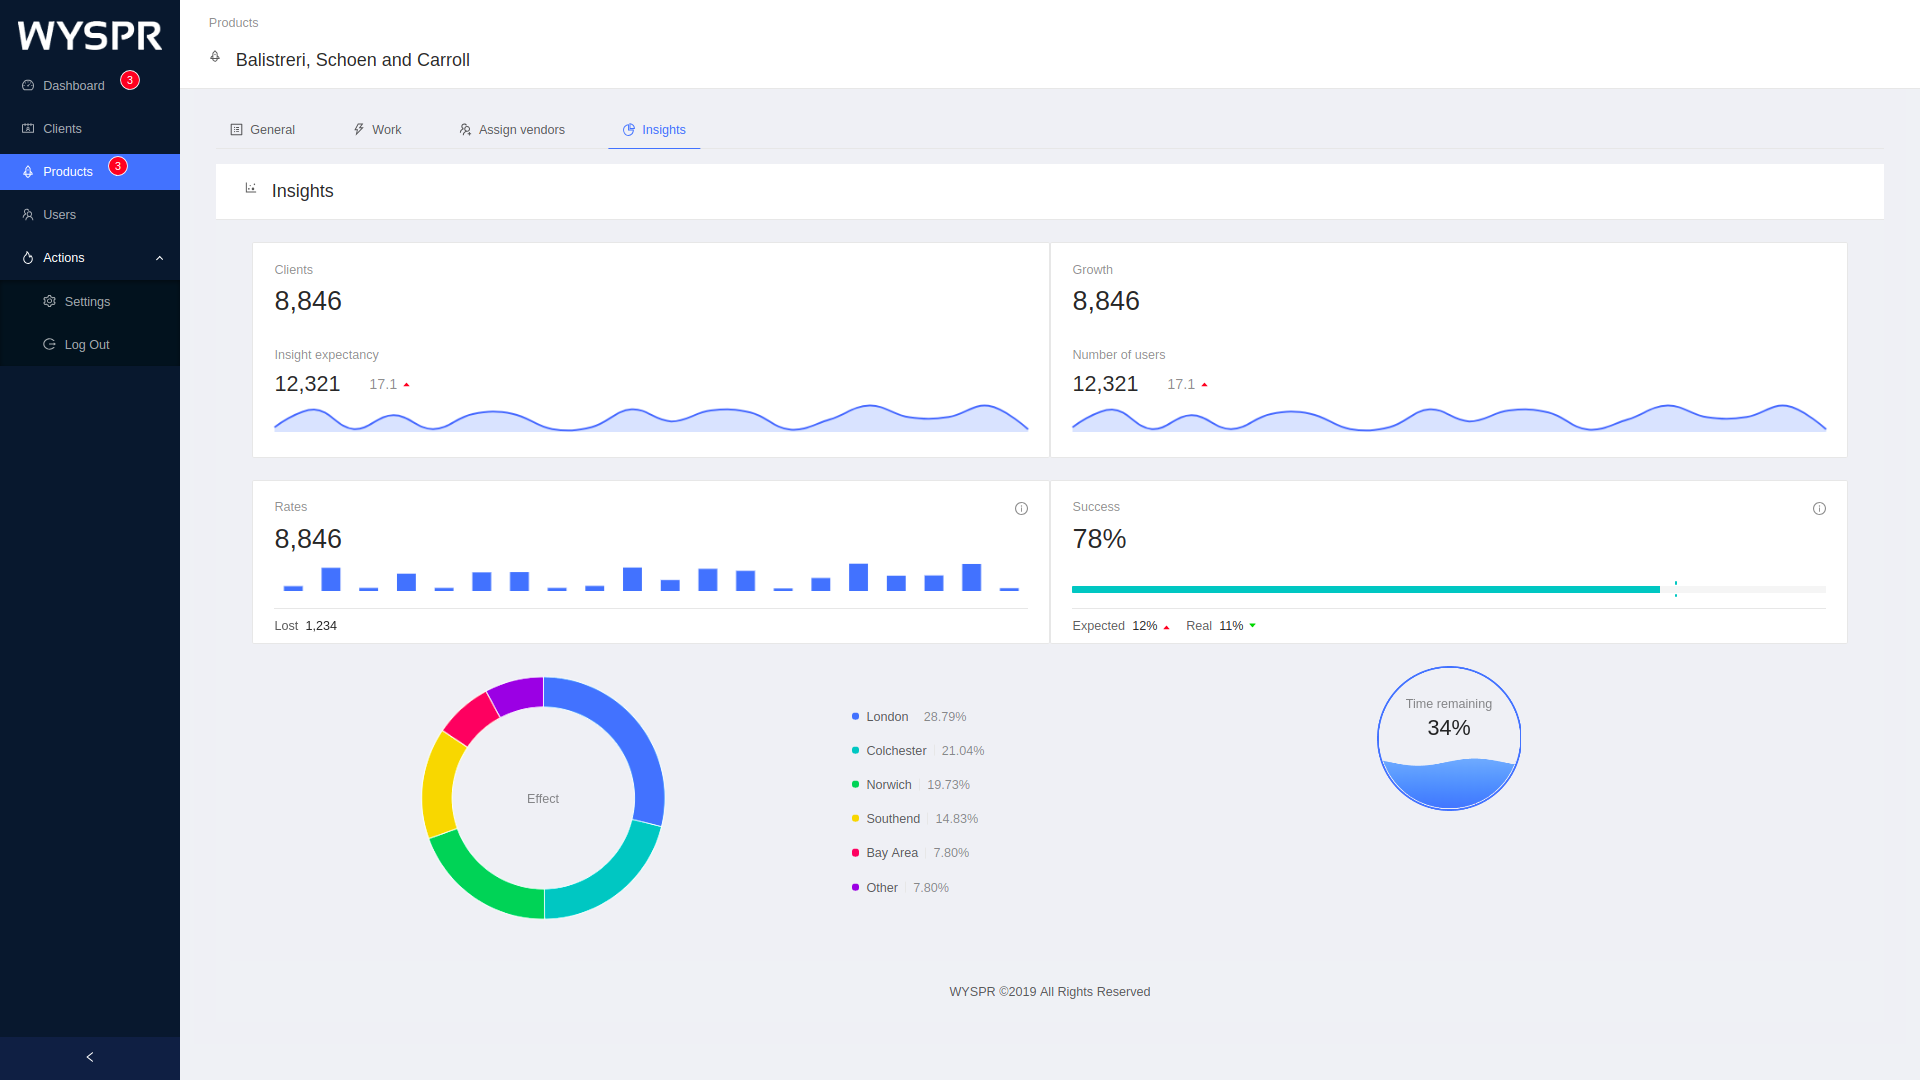 WYSPR
Dashboard 3
Clients
Products 3
Users
Actions
Settings
Log Out
Products
Balistreri, Schoen and Carroll
General Work Assign vendors Insights
Insights
Clients
8,846
Insight expectancy
12,321 17.1
Growth
8,846
Number of users
12,321 17.1
Rates
8,846
Lost 1,234
Success
78%
Expected 12% Real 11%
Effect
London 28.79%
Colchester 21.04%
Norwich 19.73%
Southend 14.83%
Bay Area 7.80%
Other 7.80%
Time remaining
34%
WYSPR ©2019 All Rights Reserved